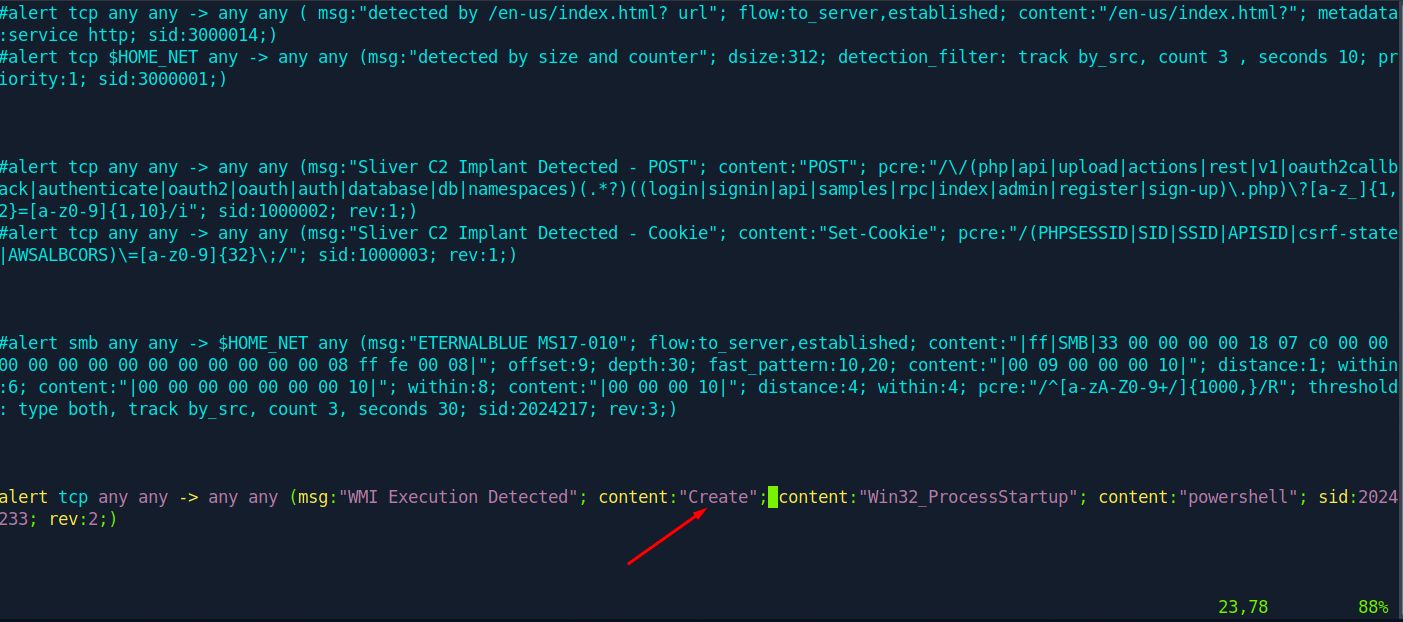 #alert tcp any any -> any any ( msg:"detected by /en-us/index.html? url"; flow:to_server,established; content:"/en-us/index.html?"; metadata
:service http; sid:3000014;)
#alert tcp $HOME_NET any -> any any (msg:"detected by size and counter"; dsize:312; detection_filter: track by_src, count 3 , seconds 10; pr
iority:1; sid:3000001;)
#alert tcp any any -> any any (msg:"Sliver C2 Implant Detected - POST"; content:"POST"; pcre:"/\/(php|api|upload|actions|rest|v1|oauth2callb
ack|authenticate|oauth2|oauth|auth|database|db|namespaces)(.*?)((login|signin|api|samples|rpc|index|admin|register|sign-up)\.php)\?[a-z_]{1,
2}=[a-z0-9]{1,10}/i"; sid:1000002; rev:1;)
#alert tcp any any -> any any (msg:"Sliver C2 Implant Detected - Cookie"; content:"Set-Cookie"; pcre:"/(PHPSESSID|SID|SSID|APISID|csrf-state
|AWSALBCORS)\=[a-z0-9]{32}\;/"; sid:1000003; rev:1;)
#alert smb any any -> $HOME_NET any (msg:"ETERNALBLUE MS17-010"; flow:to_server,established; content:"|ff|SMB|33 00 00 00 00 18 07 c0 00 00
00 00 00 00 00 00 00 00 00 00 00 08 ff fe 00 08|"; offset:9; depth:30; fast_pattern:10,20; content:"|00 09 00 00 00 10|"; distance:1; within
:6; content:"|00 00 00 00 00 00 00 10|"; within:8; content:"|00 00 00 10|"; distance:4; within:4; pcre:"/^[a-zA-Z0-9+/]{1000,}/R"; threshold
: type both, track by_src, count 3, seconds 30; sid:2024217; rev:3;)
alert tcp any any -> any any (msg:"WMI Execution Detected"; content:"Create"; content:"Win32_ProcessStartup"; content:"powershell"; sid:2024
233; rev:2;)
23,78 88%